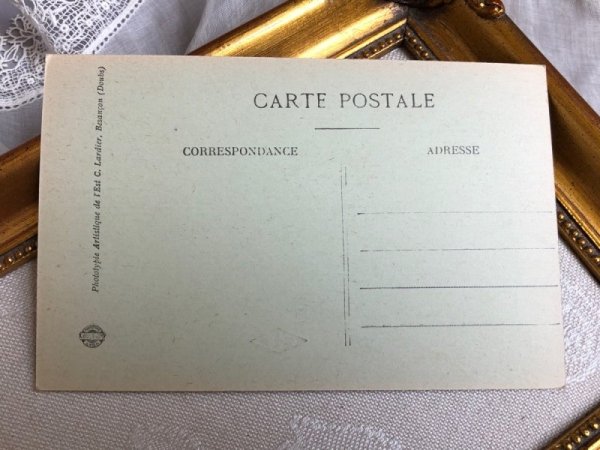 CARTE POSTALE
CORRESPONDANCE
ADRESSE
Phototypie Artistique de l'Est C. Lardier, Besançon (Doubs)